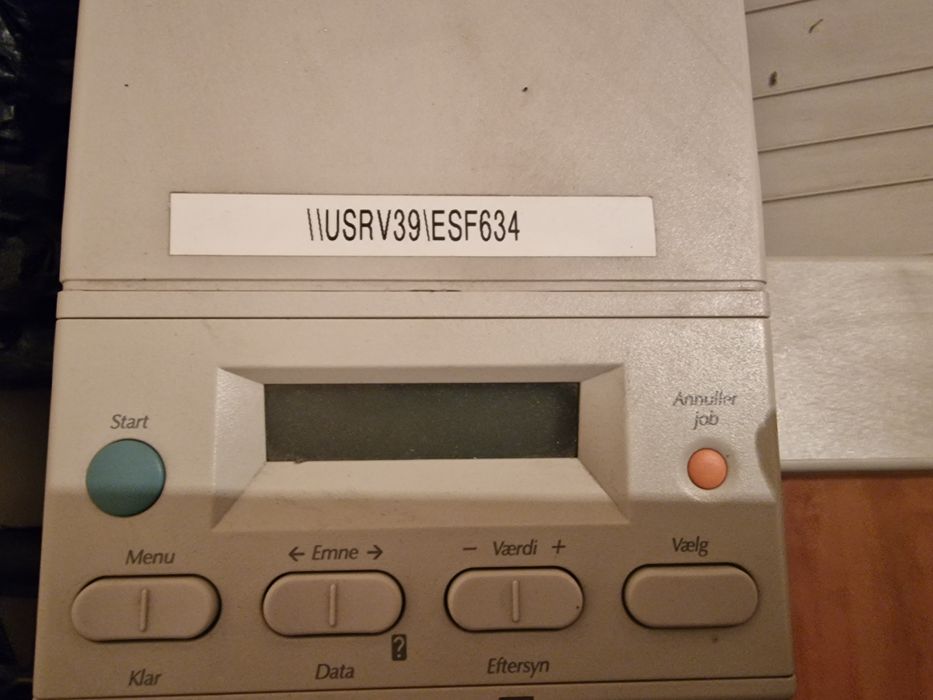 \\USRV39\ESF634
Start
Annuller
job
Menu
← Emne →
− Værdi +
Vælg
?
Klar
Data
Eftersyn